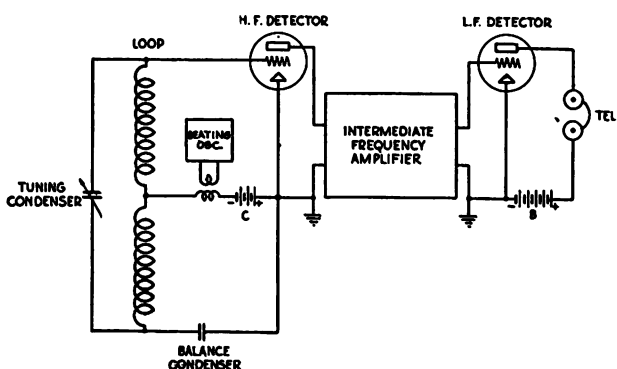 H.F. DETECTOR
L.F. DETECTOR
LOOP
BEATING
OSC.
INTERMEDIATE
FREQUENCY
AMPLIFIER
TEL
TUNING
CONDENSER
- +
C
- +
B
BALANCE
CONDENSER